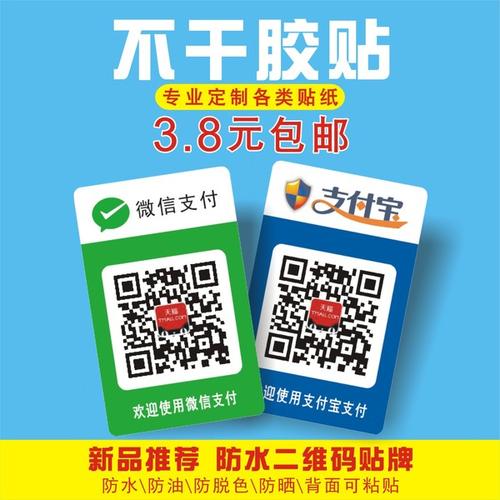 不干胶贴
专业定制各类贴纸
3.8元包邮
微信支付
支付宝
天猫
TMALL.COM
天猫
TMALL.COM
欢迎使用微信支付
迎使用支付宝支付
新品推荐 防水二维码贴牌
防水\防油\防脱色\防晒\背面可粘贴